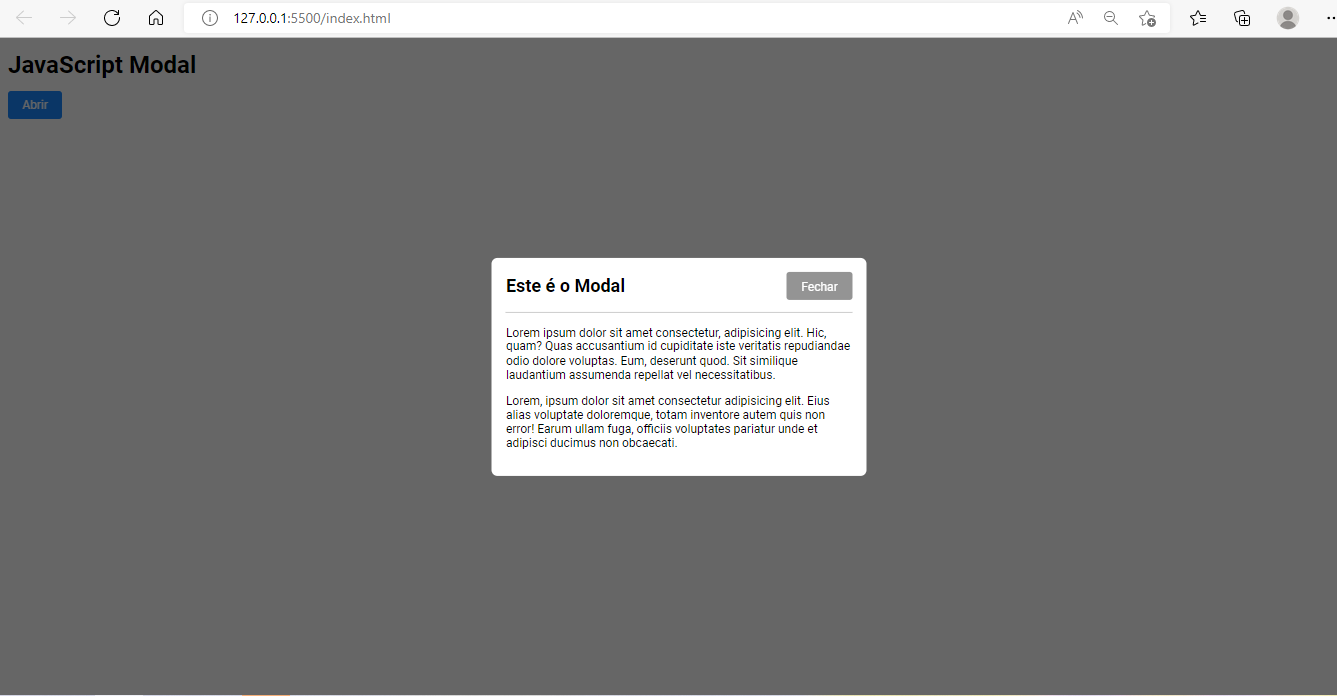 127.0.0.1:5500/index.html
JavaScript Modal
Abrir
Este é o Modal
Fechar
Lorem ipsum dolor sit amet consectetur, adipisicing elit. Hic,
quam? Quas accusantium id cupiditate iste veritatis repudiandae
odio dolore voluptas. Eum, deserunt quod. Sit similique
laudantium assumenda repellat vel necessitatibus.
Lorem, ipsum dolor sit amet consectetur adipisicing elit. Eius
alias voluptate doloremque, totam inventore autem quis non
error! Earum ullam fuga, officiis voluptates pariatur unde et
adipisci ducimus non obcaecati.